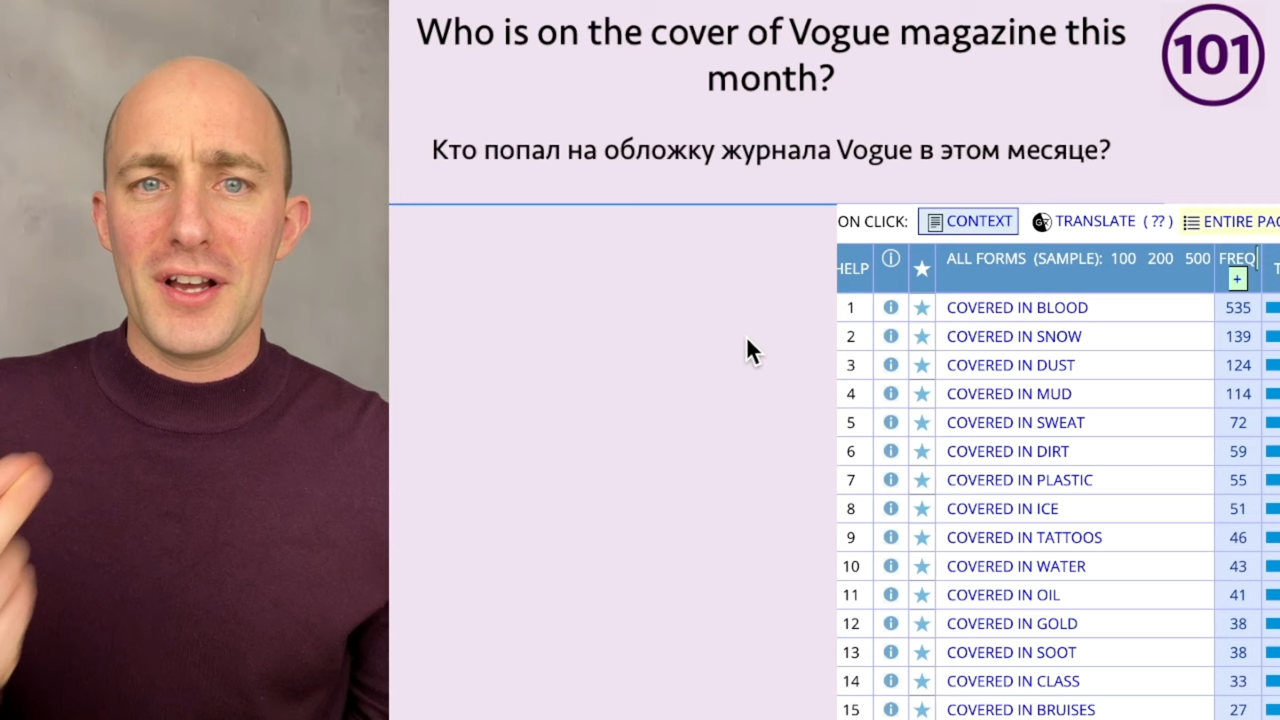 Who is on the cover of Vogue magazine this
month?
101
Кто попал на обложку журнала Vogue в этом месяце?
ON CLICK: CONTEXT TRANSLATE ( ?? ) ENTIRE PAG
HELP ALL FORMS (SAMPLE): 100 200 500 FREQ
+
1 COVERED IN BLOOD 535
2 COVERED IN SNOW 139
3 COVERED IN DUST 124
4 COVERED IN MUD 114
5 COVERED IN SWEAT 72
6 COVERED IN DIRT 59
7 COVERED IN PLASTIC 55
8 COVERED IN ICE 51
9 COVERED IN TATTOOS 46
10 COVERED IN WATER 43
11 COVERED IN OIL 41
12 COVERED IN GOLD 38
13 COVERED IN SOOT 38
14 COVERED IN CLASS 33
15 COVERED IN BRUISES 27